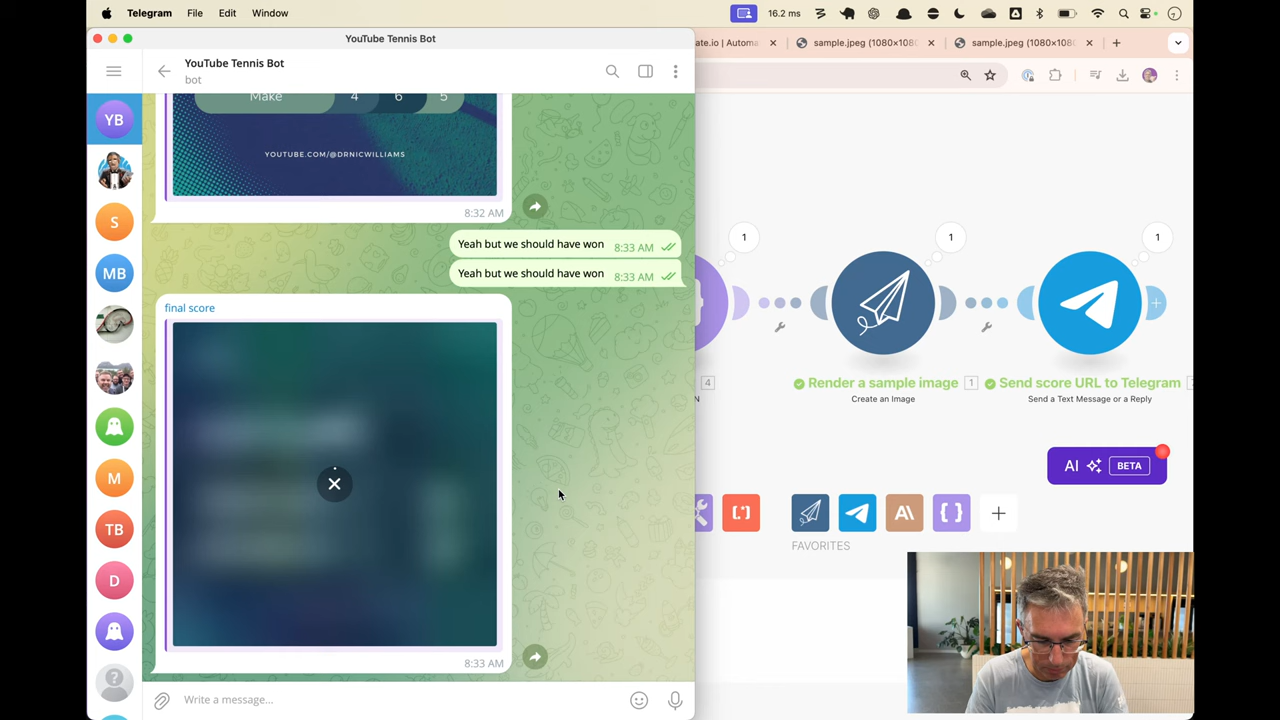 Telegram File Edit Window
16.2 ms
YouTube Tennis Bot
ate.io | Automa
sample.jpeg (1080×1080
sample.jpeg (1080×1080
YouTube Tennis Bot
bot
YB
Make 4 6 5
YOUTUBE.COM/@DRNICWILLIAMS
8:32 AM
S
Yeah but we should have won 8:33 AM
Yeah but we should have won 8:33 AM
MB
final score
8:33 AM
M
TB
D
?
Write a message...
1
1
1
4
N
Render a sample image 1
Create an Image
Send score URL to Telegram
Send a Text Message or a Reply
AI BETA
FAVORITES